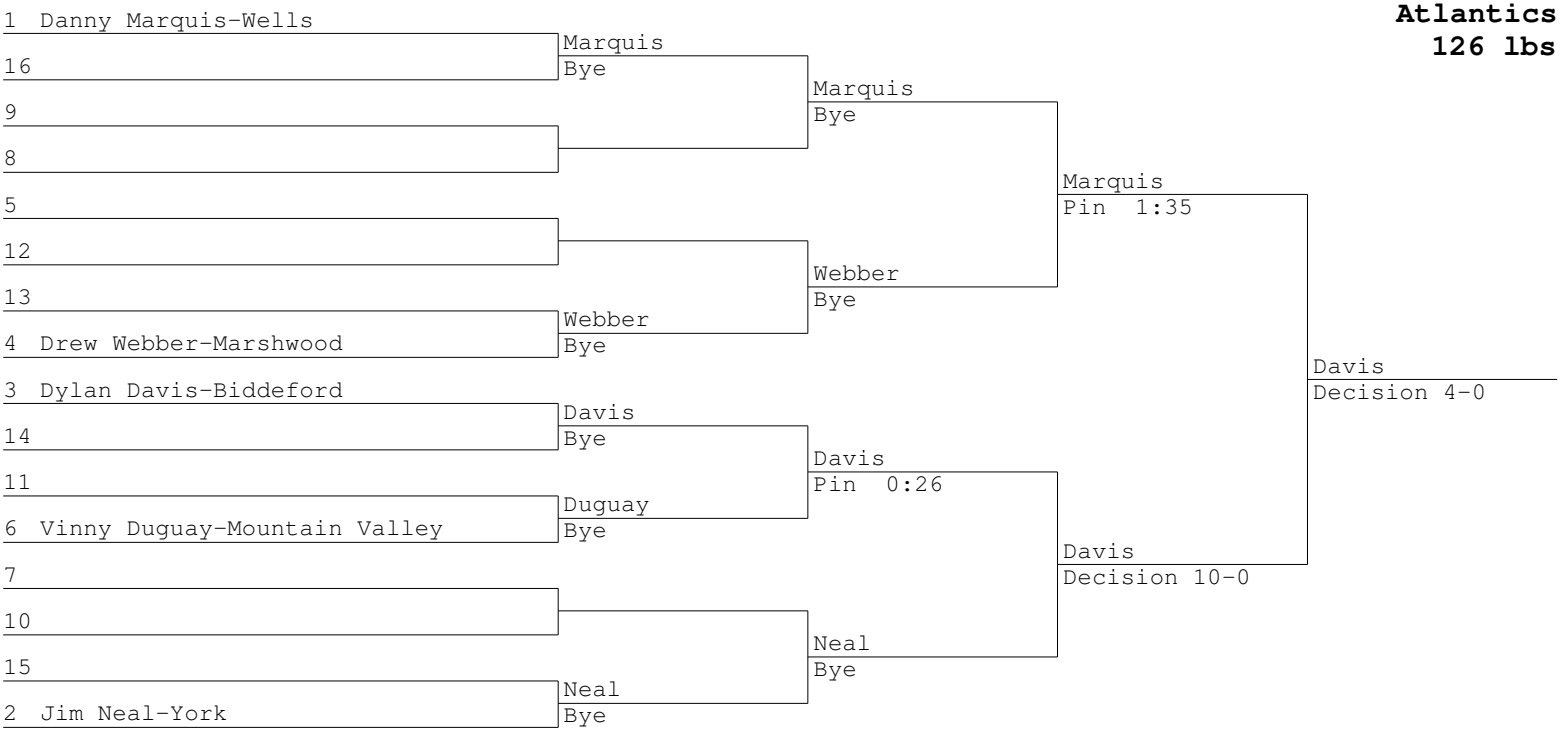 Atlantics
126 lbs
1 Danny Marquis-Wells
16
9
8
5
12
13
4 Drew Webber-Marshwood
3 Dylan Davis-Biddeford
14
11
6 Vinny Duguay-Mountain Valley
7
10
15
2 Jim Neal-York
Marquis
Bye
Webber
Bye
Davis
Bye
Duguay
Bye
Neal
Bye
Marquis
Bye
Webber
Bye
Davis
Pin 0:26
Neal
Bye
Marquis
Pin 1:35
Davis
Decision 10-0
Davis
Decision 4-0